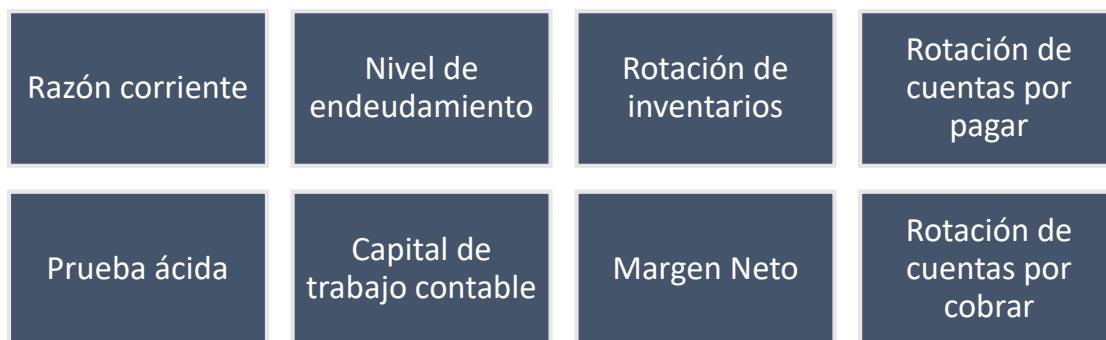 Razón corriente
Nivel de
endeudamiento
Rotación de
inventarios
Rotación de
cuentas por
pagar
Prueba ácida
Capital de
trabajo contable
Margen Neto
Rotación de
cuentas por
cobrar